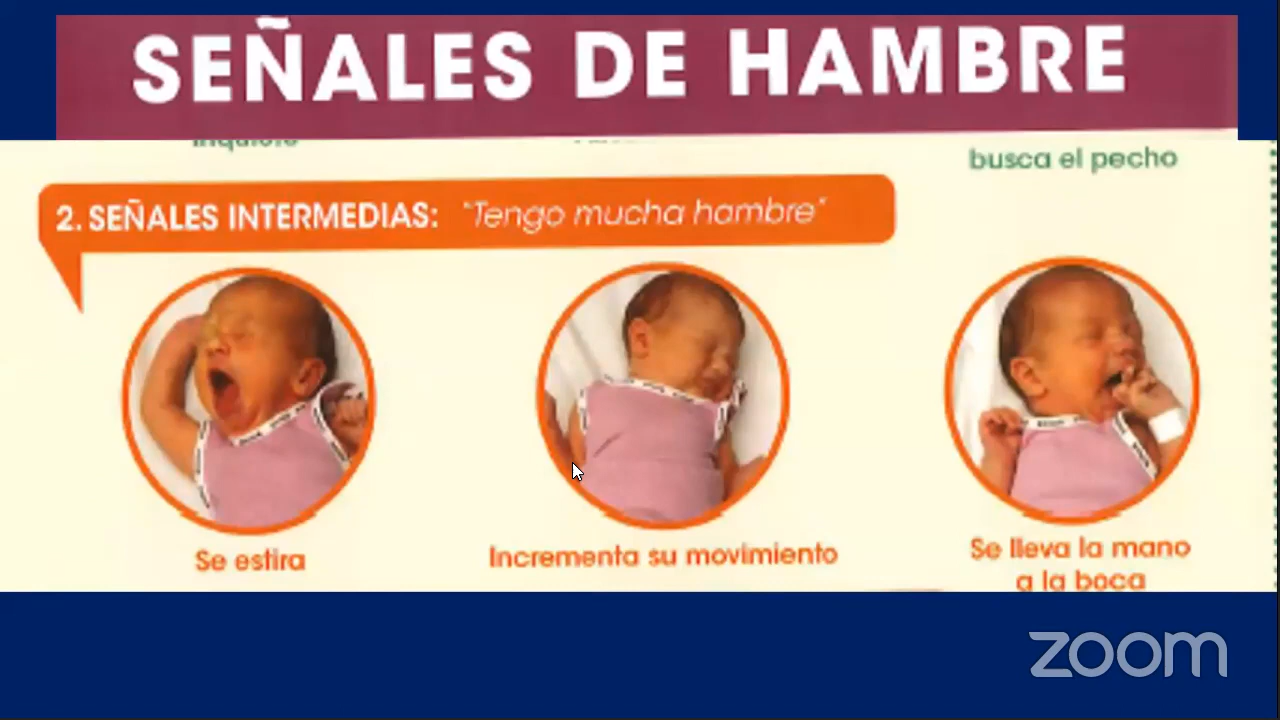 SEÑALES DE HAMBRE
inquieto
busca el pecho
2. SEÑALES INTERMEDIAS: "Tengo mucha hambre"
Se estira
Incrementa su movimiento
Se lleva la mano
a la boca
zoom